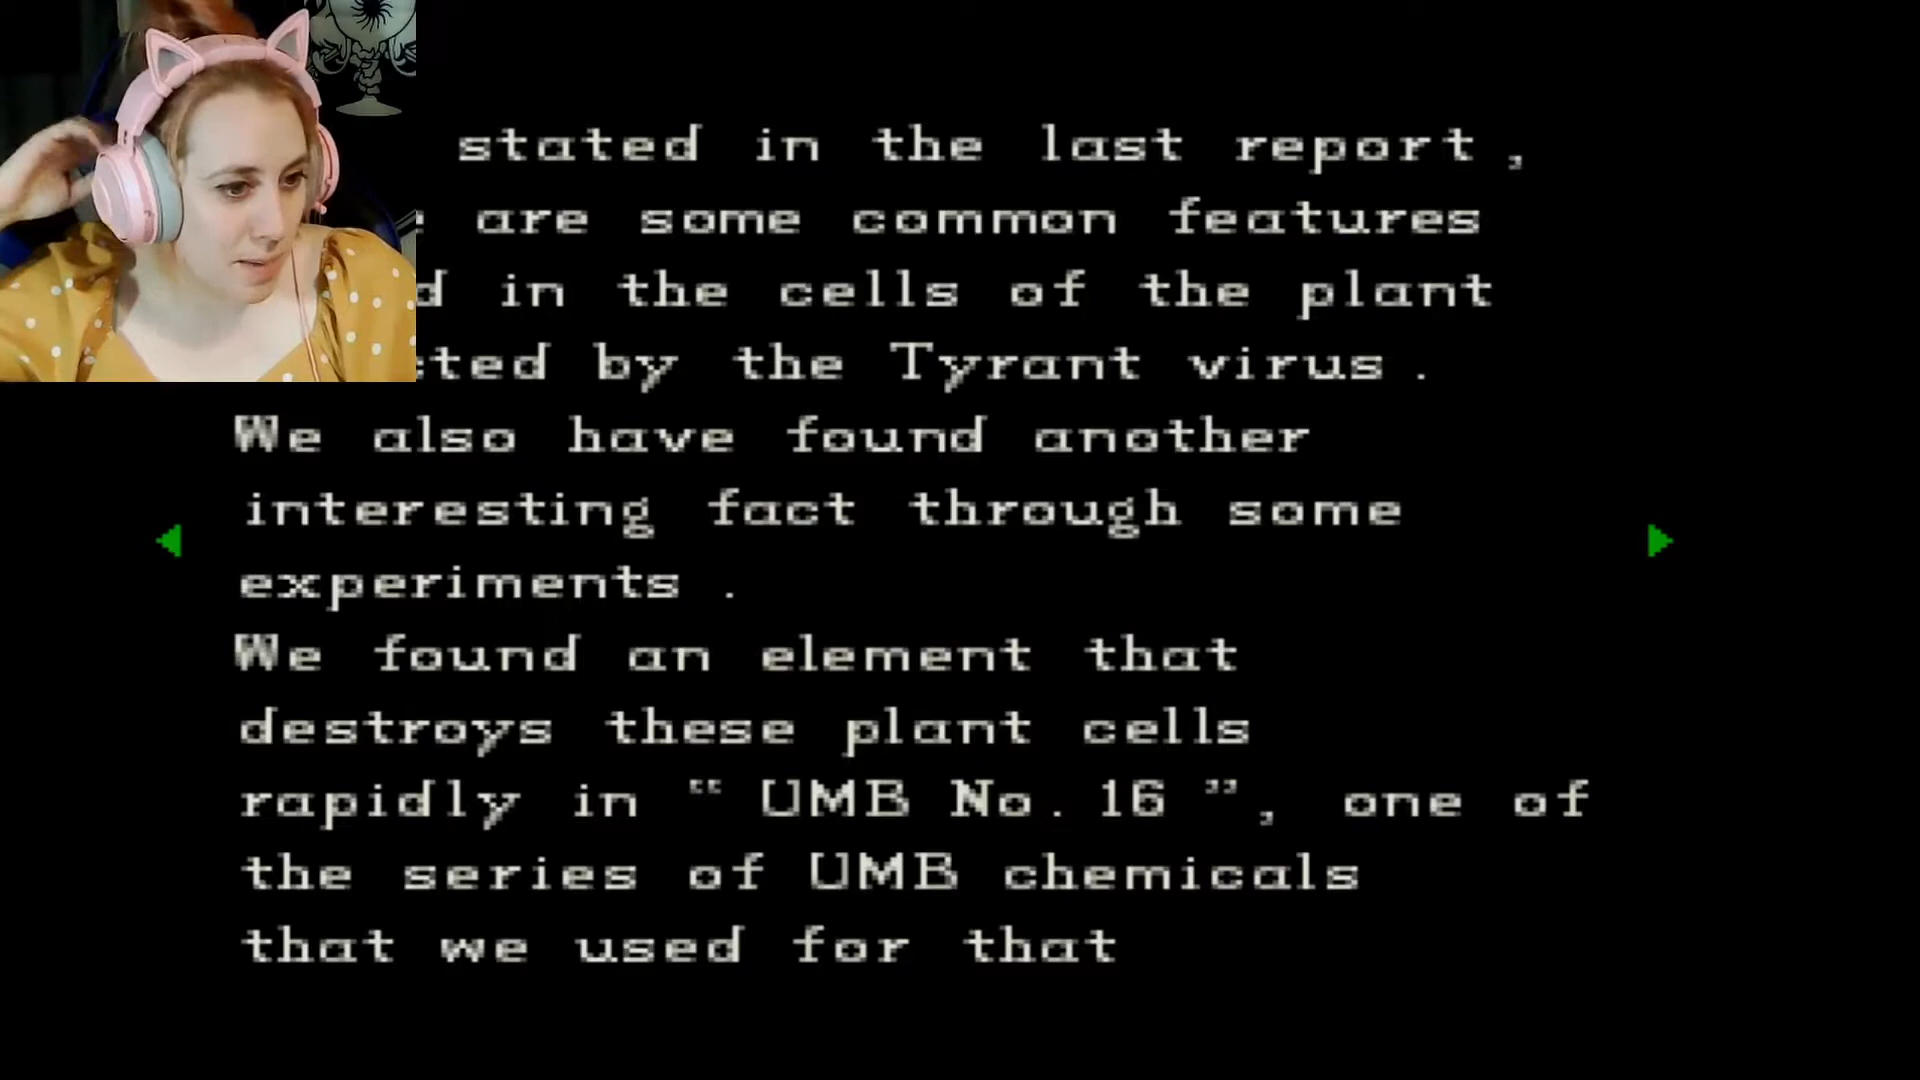 stated in the last report ,
are some common features
in the cells of the plant
by the Tyrant virus .
We also have found another
interesting fact through some
experiments .
We found an element that
destroys these plant cells
rapidly in “ UMB No. 16 ”, one of
the series of UMB chemicals
that we used for that